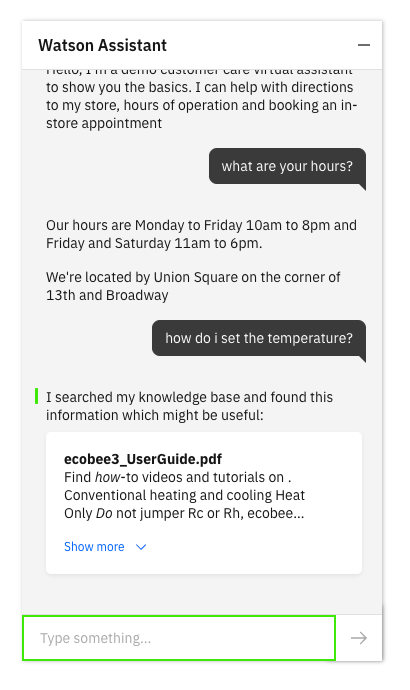 Watson Assistant
Hello, I'm a demo customer care virtual assistant
to show you the basics. I can help with directions
to my store, hours of operation and booking an in-
store appointment
what are your hours?
Our hours are Monday to Friday 10am to 8pm and
Friday and Saturday 11am to 6pm.
We're located by Union Square on the corner of
13th and Broadway
how do i set the temperature?
I searched my knowledge base and found this
information which might be useful:
ecobee3_UserGuide.pdf
Find how-to videos and tutorials on .
Conventional heating and cooling Heat
Only Do not jumper Rc or Rh, ecobee...
Show more
Type something...